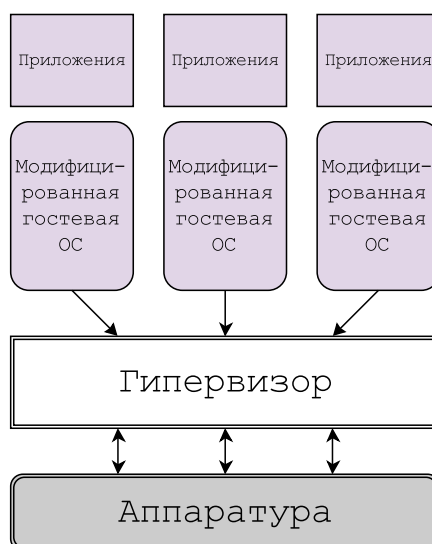 Приложения
Приложения
Приложения
Модифици-
рованная
гостевая
ОС
Модифици-
рованная
гостевая
ОС
Модифици-
рованная
гостевая
ОС
Гипервизор
Аппаратура